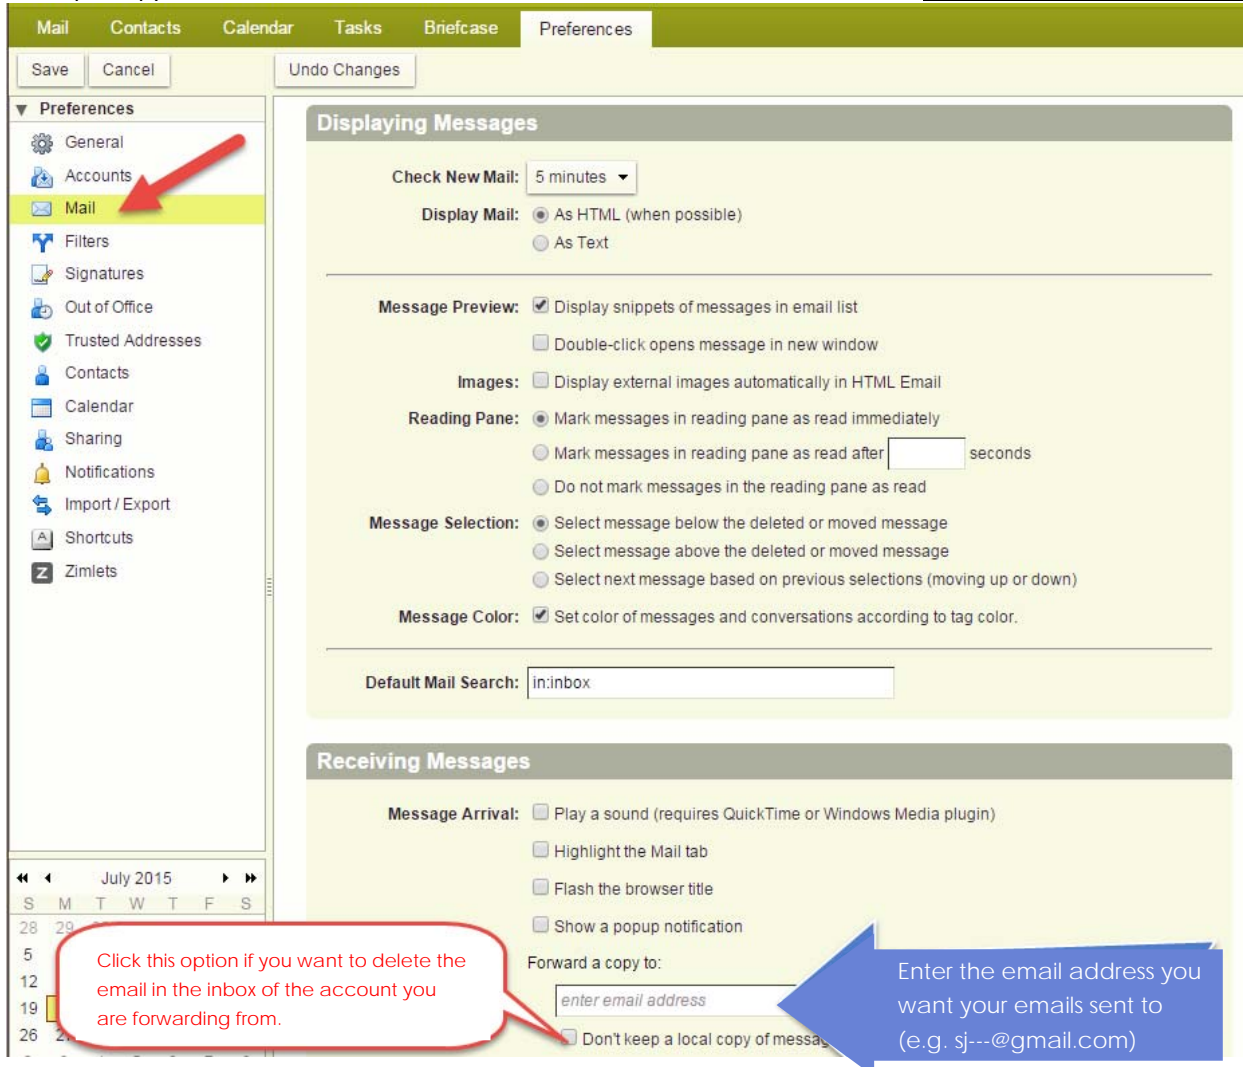 Mail Contacts Calendar Tasks Briefcase Preferences
Save Cancel Undo Changes
Preferences
General
Accounts
Mail
Filters
Signatures
Out of Office
Trusted Addresses
Contacts
Calendar
Sharing
Notifications
Import / Export
Shortcuts
Zimlets
July 2015
S M T W T F S
28 29
5
12
19
26
Displaying Messages
Check New Mail: 5 minutes
Display Mail: As HTML (when possible)
As Text
Message Preview: Display snippets of messages in email list
Double-click opens message in new window
Images: Display external images automatically in HTML Email
Reading Pane: Mark messages in reading pane as read immediately
Mark messages in reading pane as read after seconds
Do not mark messages in the reading pane as read
Message Selection: Select message below the deleted or moved message
Select message above the deleted or moved message
Select next message based on previous selections (moving up or down)
Message Color: Set color of messages and conversations according to tag color.
Default Mail Search: in:inbox
Receiving Messages
Message Arrival: Play a sound (requires QuickTime or Windows Media plugin)
Highlight the Mail tab
Flash the browser title
Show a popup notification
Forward a copy to:
enter email address
Don't keep a local copy of
Click this option if you want to delete the
email in the inbox of the account you
are forwarding from.
Enter the email address you
want your emails sent to
(e.g. sj---@gmail.com)